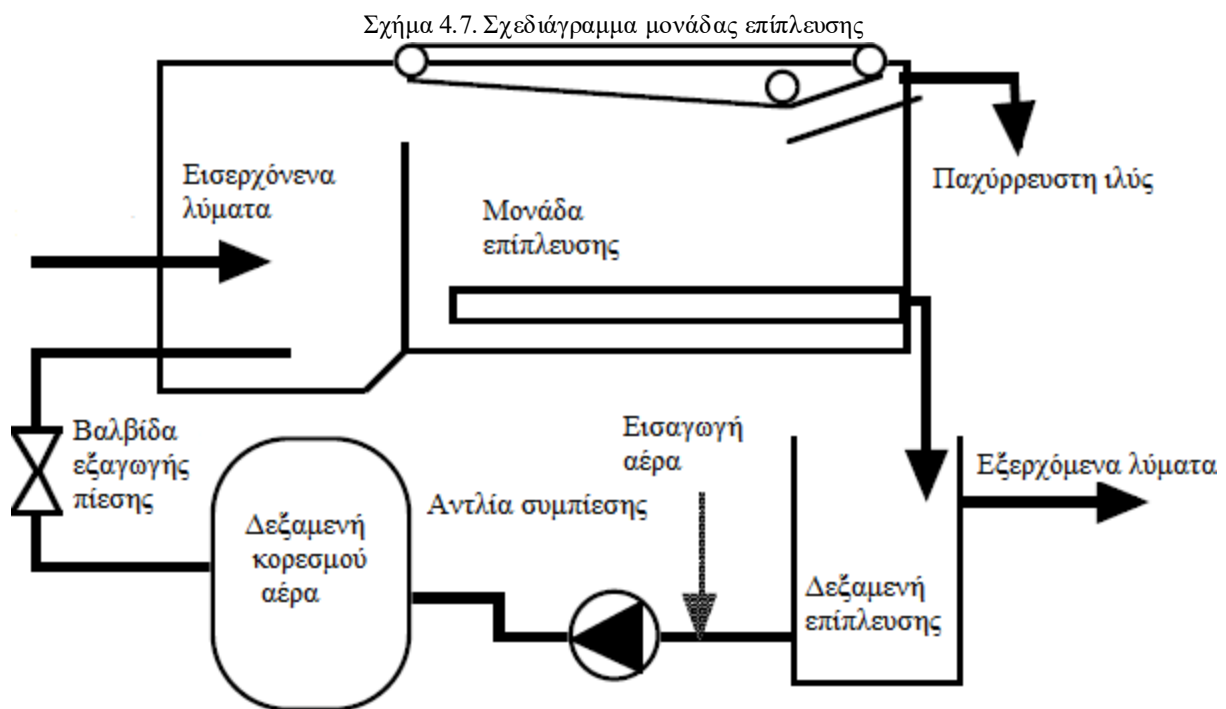 Σχήμα 4.7. Σχεδιάγραμμα μονάδας επίπλευσης
Εισερχόνενα
λύματα
Παχύρρευστη ιλύς
Μονάδα
επίπλευσης
Βαλβίδα
εξαγωγής
πίεσης
Εισαγωγή
αέρα
Εξερχόμενα λύματα
Αντλία συμπίεσης
Δεξαμενή
κορεσμού
αέρα
Δεξαμενή
επίπλευσης